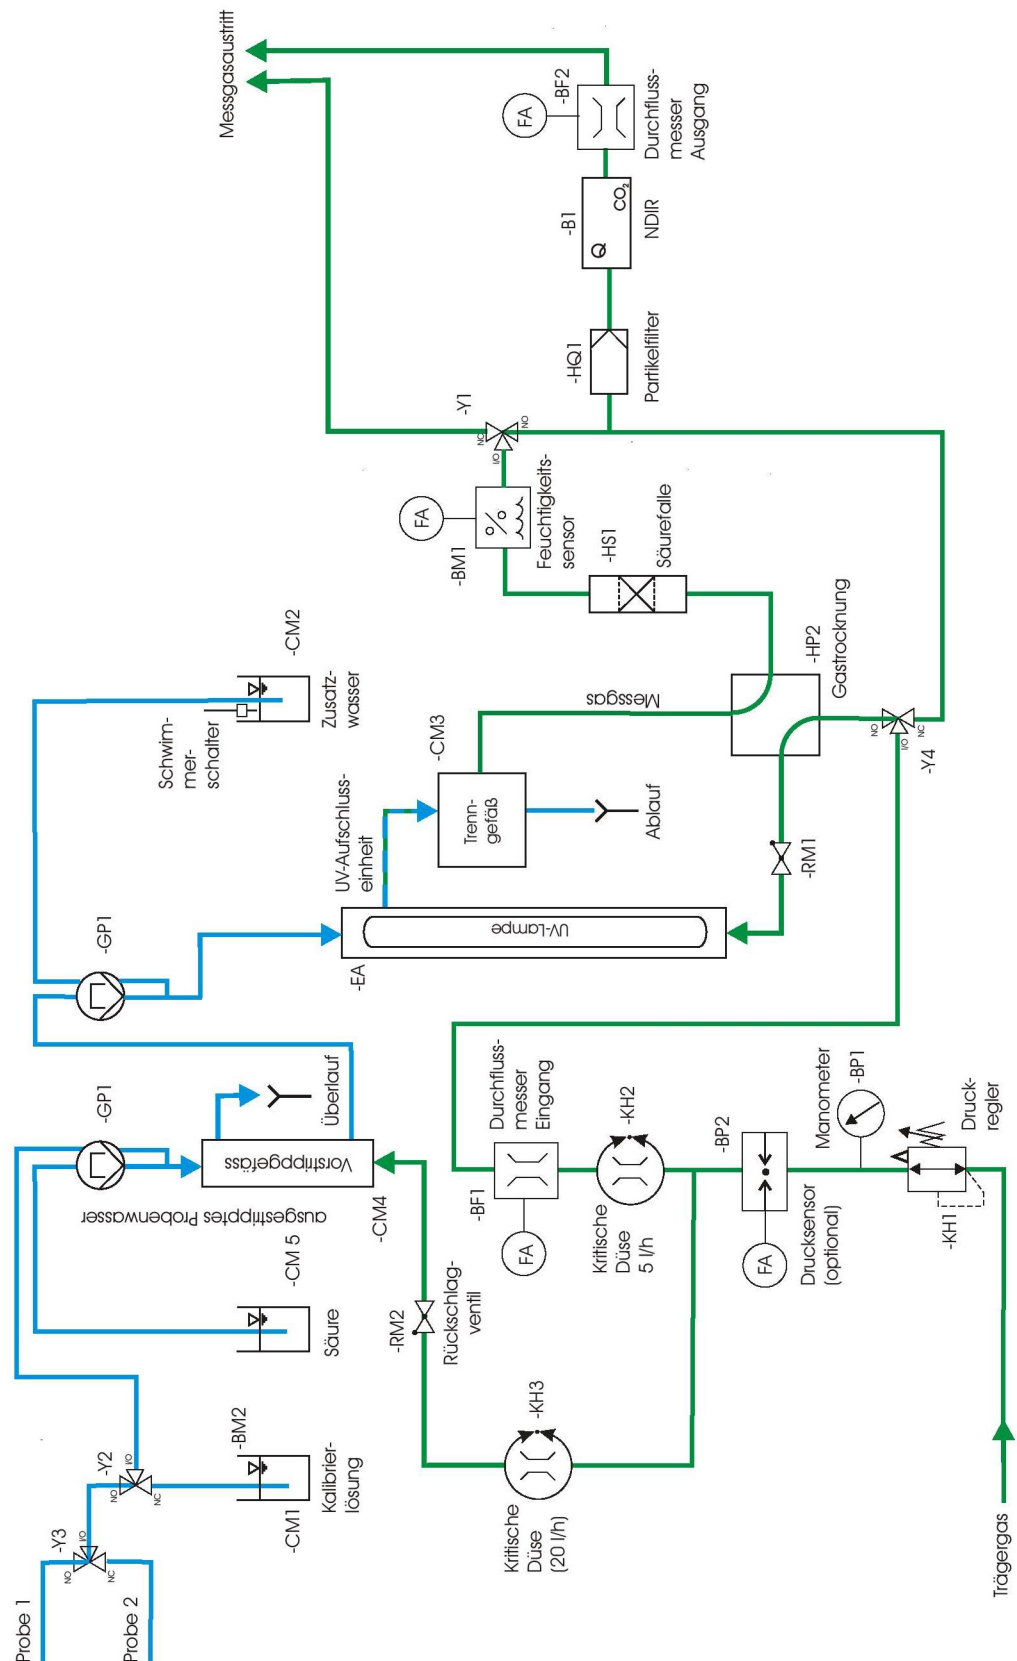 Probe 1
Probe 2
-Y3
NO
I/O
NC
-Y2
NO
I/O
NC
-BM2
-CM1
Kalibrier-
lösung
Säure
-CM 5
-GP1
ausgestripptes Probenwasser
Vorstrippgefäss
-CM4
Überlauf
-GP1
Schwim-
mer-
schalter
Zusatz-
wasser
-CM2
UV-Aufschluss-
einheit
UV-Lampe
-EA
-CM3
Trenn-
gefäß
Ablauf
Messgas
-HP2
Gastrocknung
-RM1
NO
I/O
NC
-Y4
-HS1
Säurefalle
FA
-BM1
Feuchtigkeits-
sensor
-Y1
NC
I/O
NO
-HQ1
Partikelfilter
-B1
Q
CO2
NDIR
FA
-BF2
Durchfluss-
messer
Ausgang
Messgasaustritt
-RM2
Rückschlag-
ventil
-KH3
Kritische
Düse
(20 l/h)
-BF1
FA
Durchfluss-
messer
Eingang
-KH2
Kritische
Düse
5 l/h
-BP2
FA
Drucksensor
(optional)
Manometer
-BP1
-KH1
Druck-
regler
Trägergas